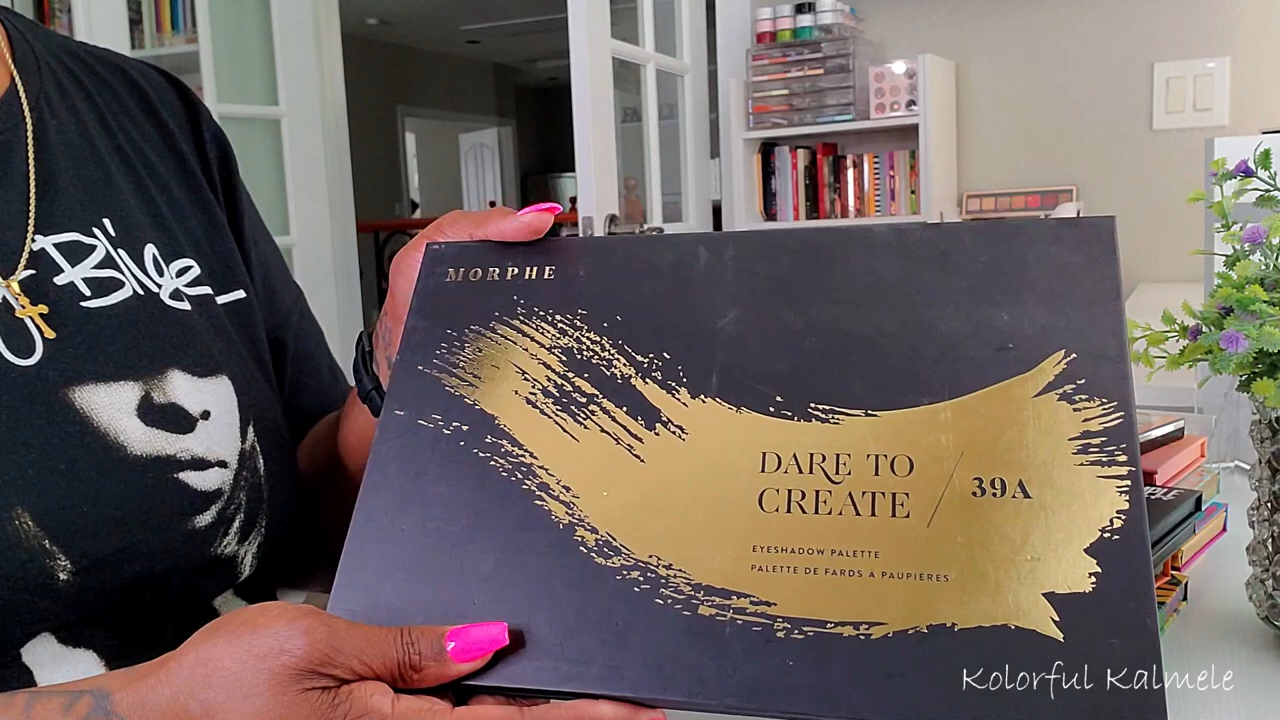 Blige
MORPHE
DARE TO
CREATE / 39A
EYESHADOW PALETTE
PALETTE DE FARDS À PAUPIERES
Kolorful Kalmele